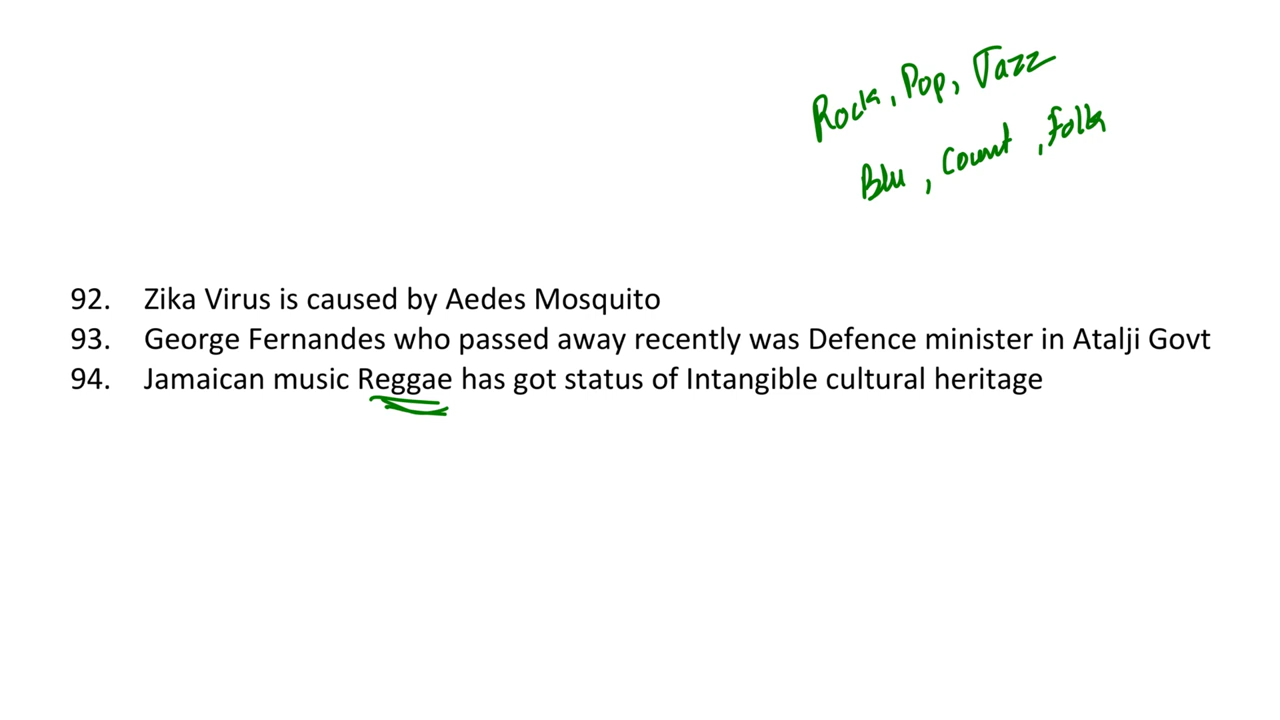 Rock, Pop, Jazz
Blu, Count, Folk
92. Zika Virus is caused by Aedes Mosquito
93. George Fernandes who passed away recently was Defence minister in Atalji Govt
94. Jamaican music Reggae has got status of Intangible cultural heritage